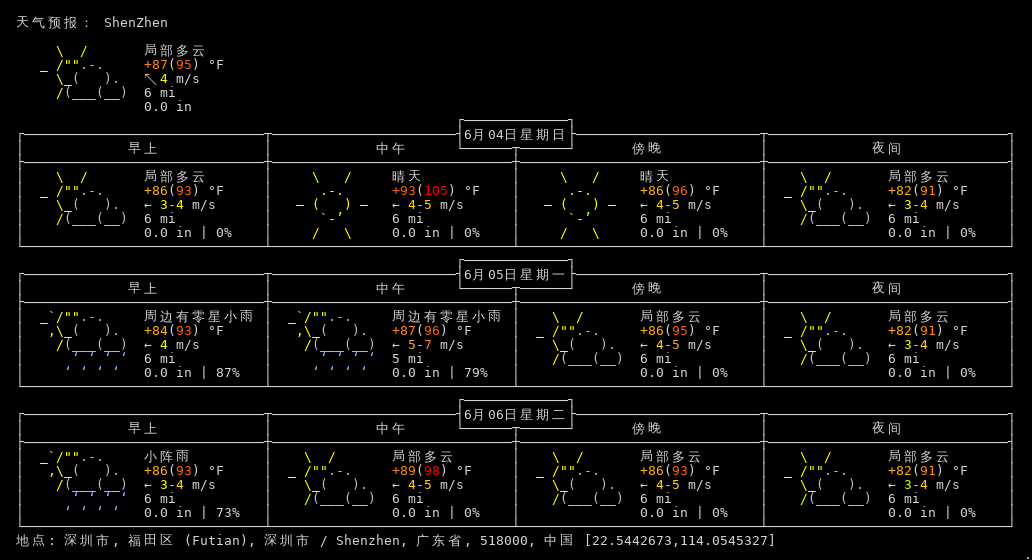 天气预报： ShenZhen
局部多云
+87(95) °F
↖ 4 m/s
6 mi
0.0 in
6月04日星期日
早上 中午 傍晚 夜间
局部多云 晴天 晴天 局部多云
+86(93) °F +93(105) °F +86(96) °F +82(91) °F
← 3-4 m/s ← 4-5 m/s ← 4-5 m/s ← 3-4 m/s
6 mi 6 mi 6 mi 6 mi
0.0 in | 0% 0.0 in | 0% 0.0 in | 0% 0.0 in | 0%
6月05日星期一
早上 中午 傍晚 夜间
周边有零星小雨 周边有零星小雨 局部多云 局部多云
+84(93) °F +87(96) °F +86(95) °F +82(91) °F
← 4 m/s ← 5-7 m/s ← 4-5 m/s ← 3-4 m/s
6 mi 5 mi 6 mi 6 mi
0.0 in | 87% 0.0 in | 79% 0.0 in | 0% 0.0 in | 0%
6月06日星期二
早上 中午 傍晚 夜间
小阵雨 局部多云 局部多云 局部多云
+86(93) °F +89(98) °F +86(93) °F +82(91) °F
← 3-4 m/s ← 4-5 m/s ← 4-5 m/s ← 3-4 m/s
6 mi 6 mi 6 mi 6 mi
0.0 in | 73% 0.0 in | 0% 0.0 in | 0% 0.0 in | 0%
地点: 深圳市, 福田区 (Futian), 深圳市 / Shenzhen, 广东省, 518000, 中国 [22.5442673,114.0545327]